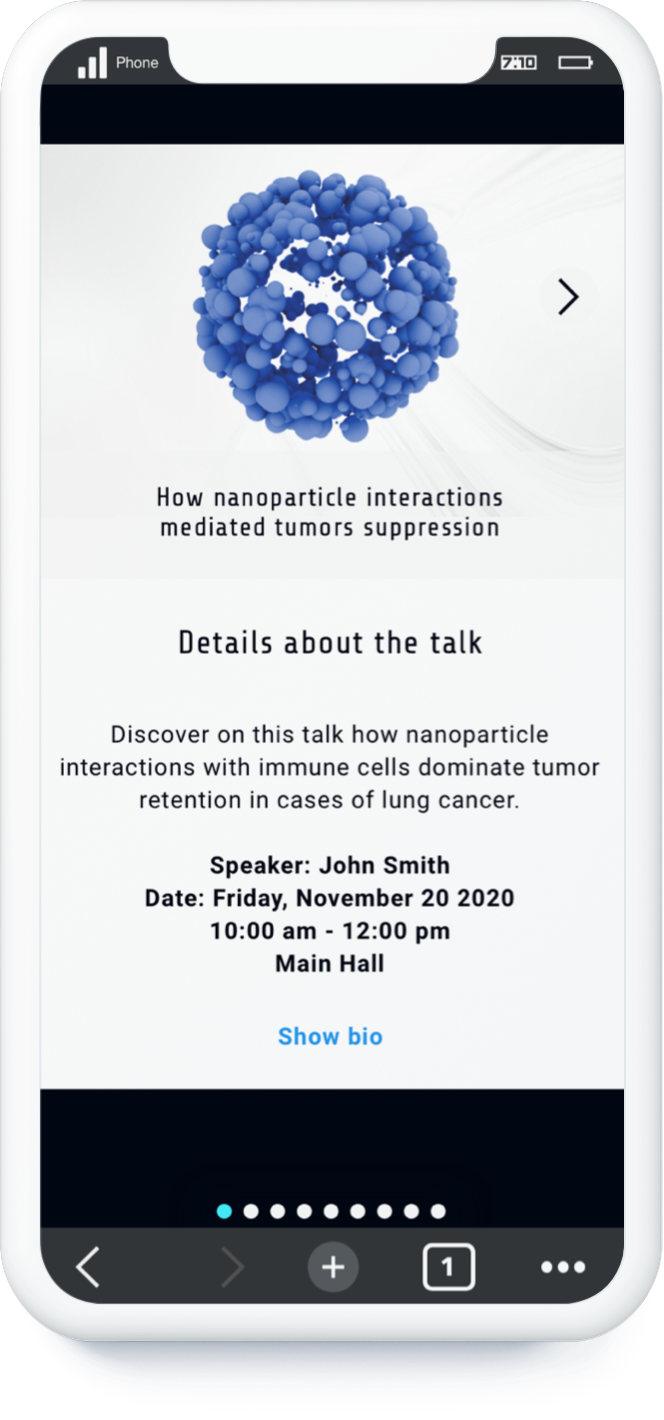 Phone
7:10
How nanoparticle interactions
mediated tumors suppression
Details about the talk
Discover on this talk how nanoparticle
interactions with immune cells dominate tumor
retention in cases of lung cancer.
Speaker: John Smith
Date: Friday, November 20 2020
10:00 am - 12:00 pm
Main Hall
Show bio
1